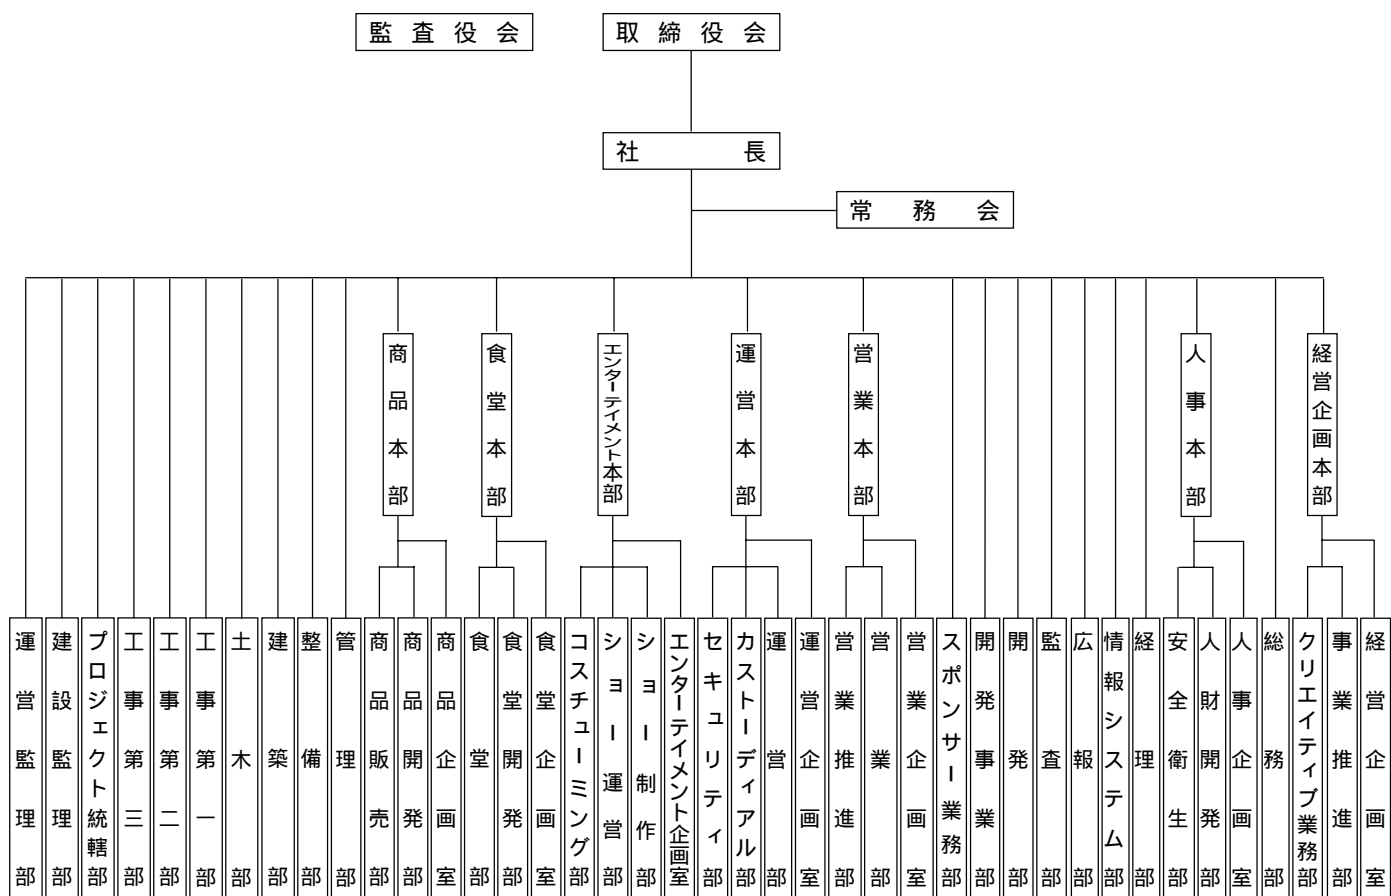 監査役会
取締役会
社長
常務会
商品本部
食堂本部
エンターテイメント本部
運営本部
営業本部
人事本部
経営企画本部
運営監理部
建設監理部
プロジェクト統轄部
工事第三部
工事第二部
工事第一部
土木部
建築部
整備部
管理部
商品販売部
商品開発部
商品企画室
食堂部
食堂開発部
食堂企画室
コスチューミング部
ショー運営部
ショー制作部
エンターテイメント企画室
セキュリティ部
カストーディアル部
運営部
運営企画室
営業推進部
営業部
営業企画室
スポンサー業務部
開発事業部
開発部
監査部
広報部
情報システム部
経理部
安全衛生部
人財開発部
人事企画室
総務部
クリエイティブ業務部
事業推進部
経営企画室